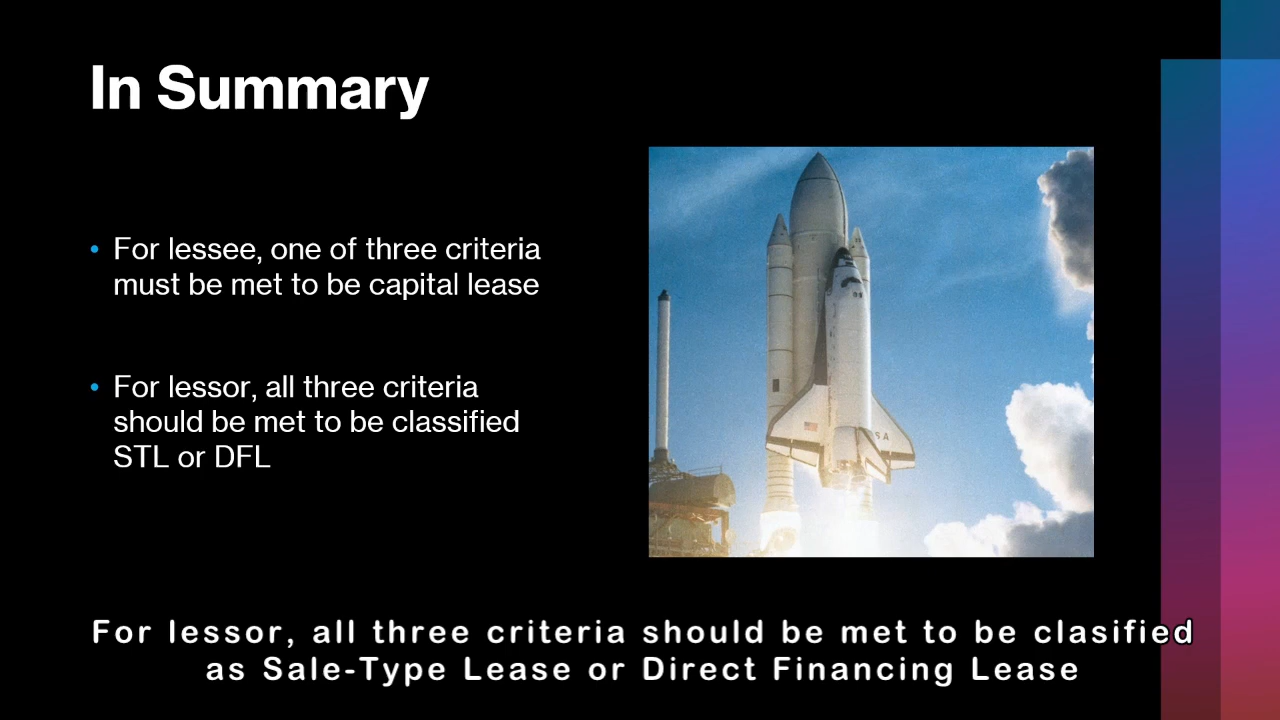 In Summary
• For lessee, one of three criteria
must be met to be capital lease
• For lessor, all three criteria
should be met to be classified
STL or DFL
SA
For lessor, all three criteria should be met to be clasified
as Sale-Type Lease or Direct Financing Lease